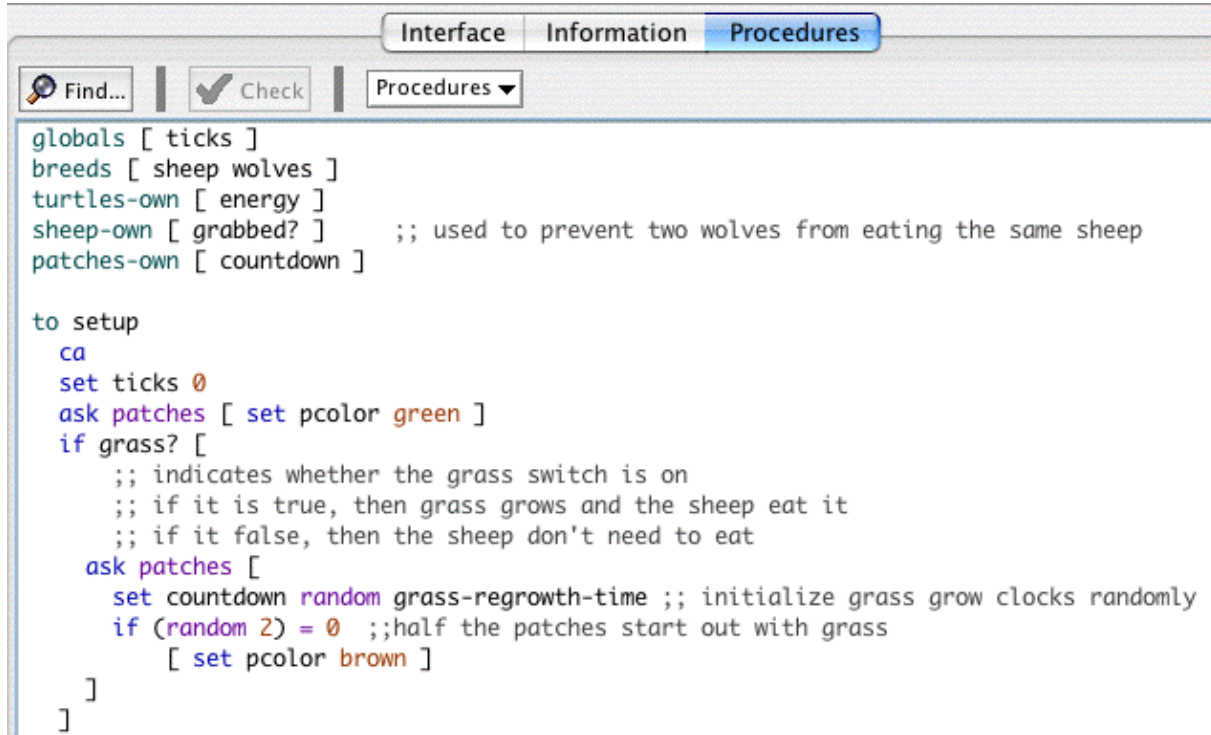 Interface Information Procedures
Find... Check Procedures
globals [ ticks ]
breeds [ sheep wolves ]
turtles-own [ energy ]
sheep-own [ grabbed? ] ;; used to prevent two wolves from eating the same sheep
patches-own [ countdown ]
to setup
ca
set ticks 0
ask patches [ set pcolor green ]
if grass? [
;; indicates whether the grass switch is on
;; if it is true, then grass grows and the sheep eat it
;; if it false, then the sheep don't need to eat
ask patches [
set countdown random grass-regrowth-time ;; initialize grass grow clocks randomly
if (random 2) = 0 ;;half the patches start out with grass
[ set pcolor brown ]
]
]